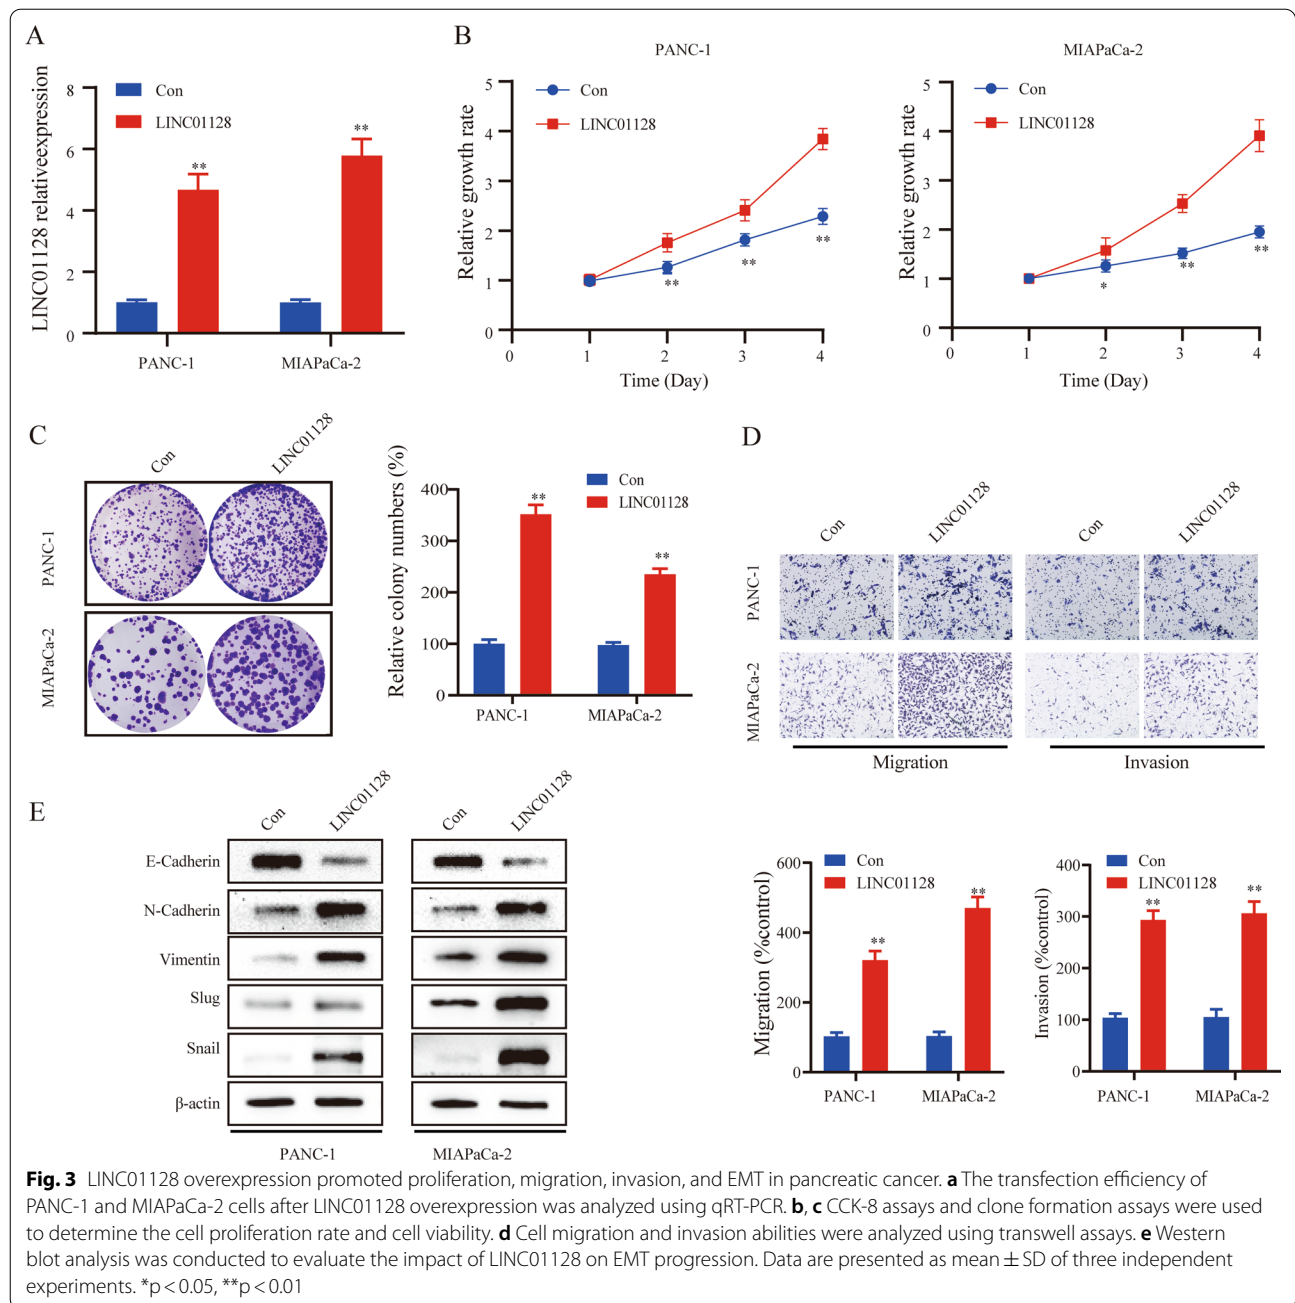 A
LINC01128 relativeexpression
8
6
4
2
0
Con
LINC01128
**
**
PANC-1
MIAPaCa-2
B
PANC-1
Relative growth rate
5
4
3
2
1
0
Con
LINC01128
**
**
**
0
1
2
3
4
Time (Day)
MIAPaCa-2
Relative growth rate
5
4
3
2
1
0
Con
LINC01128
*
**
**
0
1
2
3
4
Time (Day)
C
Con
LINC01128
PANC-1
MIAPaCa-2
Relative colony numbers (%)
400
300
200
100
0
Con
LINC01128
**
**
PANC-1
MIAPaCa-2
D
Con
LINC01128
Con
LINC01128
PANC-1
MIAPaCa-2
Migration
Invasion
Migration (%control)
600
400
200
0
Con
LINC01128
**
**
PANC-1
MIAPaCa-2
Invasion (%control)
400
300
200
100
0
Con
LINC01128
**
**
PANC-1
MIAPaCa-2
E
Con
LINC01128
Con
LINC01128
E-Cadherin
N-Cadherin
Vimentin
Slug
Snail
β-actin
PANC-1
MIAPaCa-2
Fig. 3 LINC01128 overexpression promoted proliferation, migration, invasion, and EMT in pancreatic cancer. a The transfection efficiency of
PANC-1 and MIAPaCa-2 cells after LINC01128 overexpression was analyzed using qRT-PCR. b, c CCK-8 assays and clone formation assays were used
to determine the cell proliferation rate and cell viability. d Cell migration and invasion abilities were analyzed using transwell assays. e Western
blot analysis was conducted to evaluate the impact of LINC01128 on EMT progression. Data are presented as mean ± SD of three independent
experiments. *p < 0.05, **p < 0.01